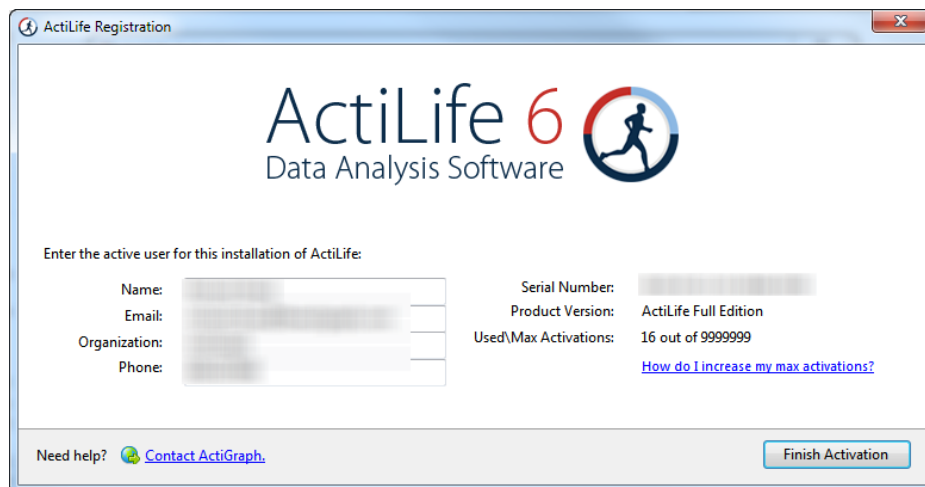 ActiLife Registration
ActiLife 6
Data Analysis Software
Enter the active user for this installation of ActiLife:
Name:
Email:
Organization:
Phone:
Serial Number:
Product Version: ActiLife Full Edition
Used\Max Activations: 16 out of 9999999
How do I increase my max activations?
Need help? Contact ActiGraph.
Finish Activation